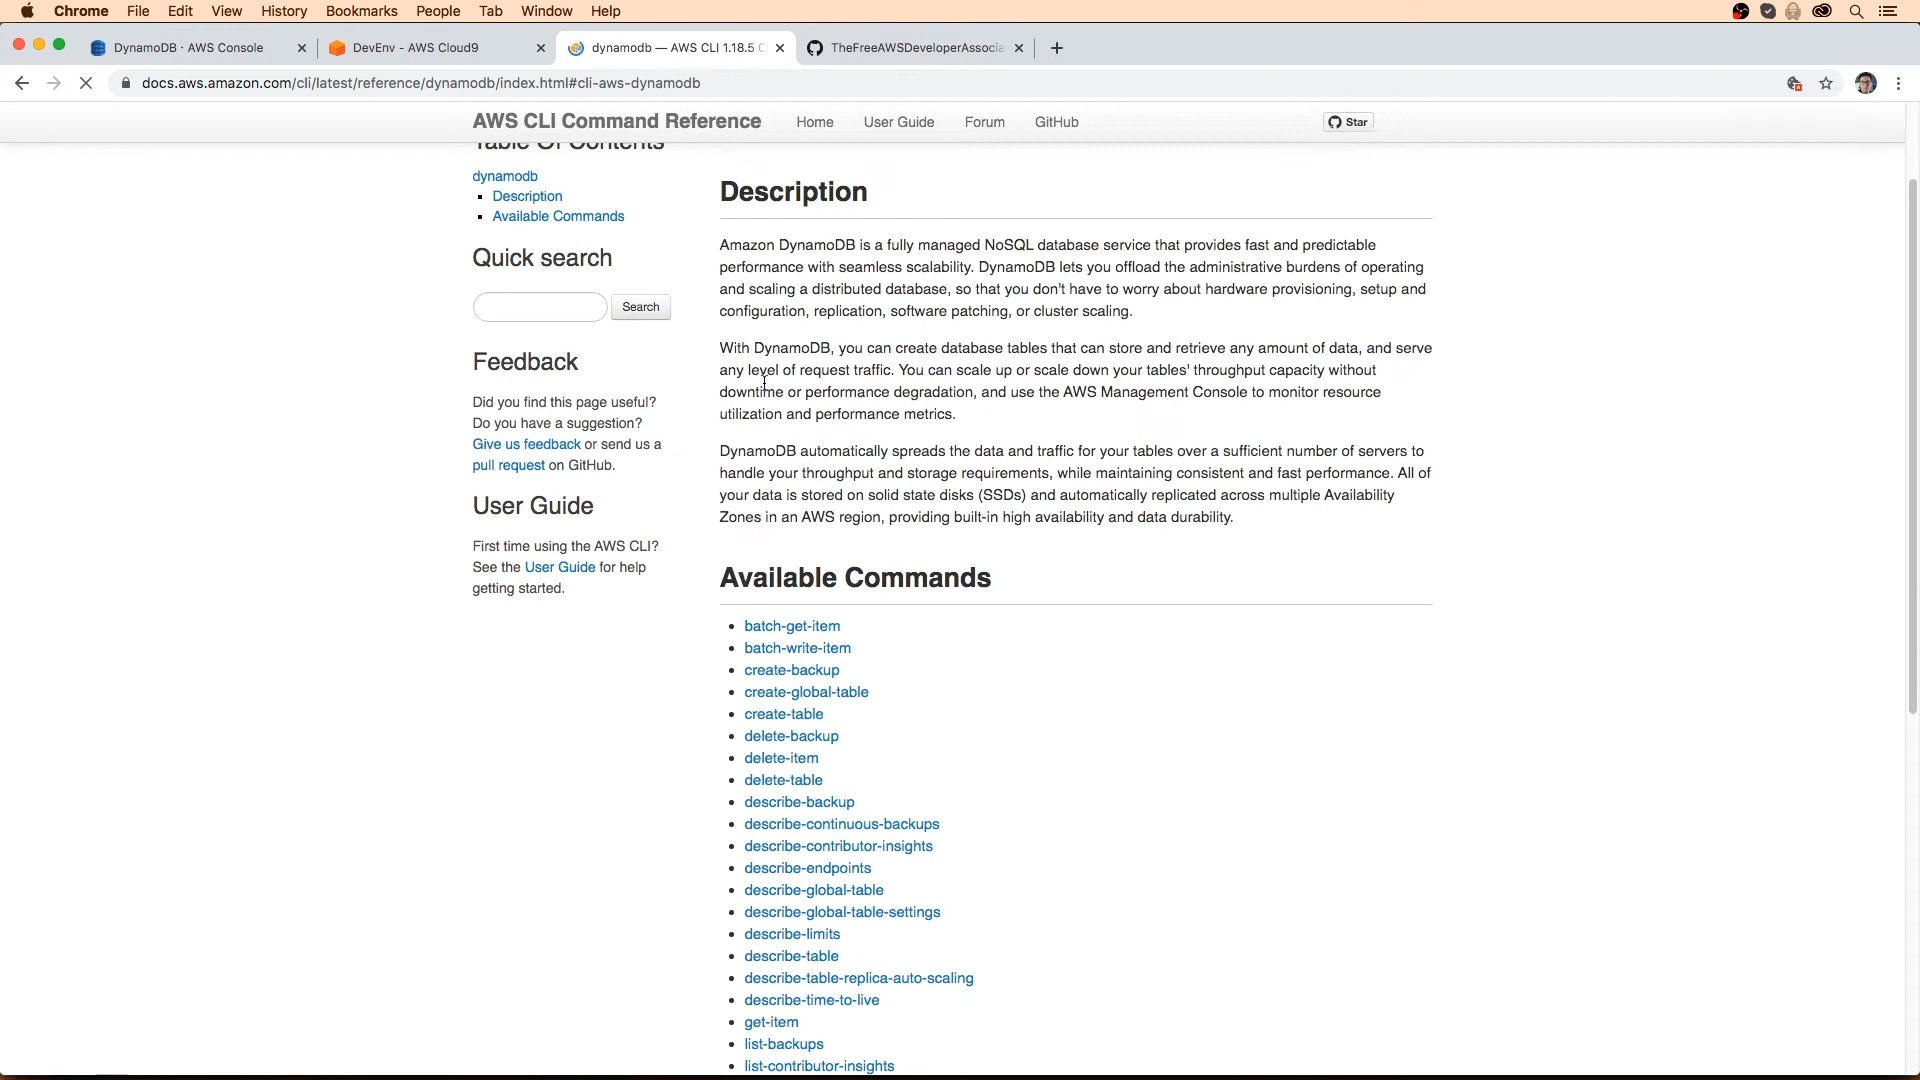 Chrome File Edit View History Bookmarks People Tab Window Help
DynamoDB · AWS Console
DevEnv - AWS Cloud9
dynamodb — AWS CLI 1.18.5 C
TheFreeAWSDeveloperAssocia
docs.aws.amazon.com/cli/latest/reference/dynamodb/index.html#cli-aws-dynamodb
AWS CLI Command Reference Home User Guide Forum GitHub Star
Table Of Contents
dynamodb
Description
Available Commands
Quick search
Search
Feedback
Did you find this page useful?
Do you have a suggestion?
Give us feedback or send us a
pull request on GitHub.
User Guide
First time using the AWS CLI?
See the User Guide for help
getting started.
Description
Amazon DynamoDB is a fully managed NoSQL database service that provides fast and predictable
performance with seamless scalability. DynamoDB lets you offload the administrative burdens of operating
and scaling a distributed database, so that you don't have to worry about hardware provisioning, setup and
configuration, replication, software patching, or cluster scaling.
With DynamoDB, you can create database tables that can store and retrieve any amount of data, and serve
any level of request traffic. You can scale up or scale down your tables' throughput capacity without
downtime or performance degradation, and use the AWS Management Console to monitor resource
utilization and performance metrics.
DynamoDB automatically spreads the data and traffic for your tables over a sufficient number of servers to
handle your throughput and storage requirements, while maintaining consistent and fast performance. All of
your data is stored on solid state disks (SSDs) and automatically replicated across multiple Availability
Zones in an AWS region, providing built-in high availability and data durability.
Available Commands
batch-get-item
batch-write-item
create-backup
create-global-table
create-table
delete-backup
delete-item
delete-table
describe-backup
describe-continuous-backups
describe-contributor-insights
describe-endpoints
describe-global-table
describe-global-table-settings
describe-limits
describe-table
describe-table-replica-auto-scaling
describe-time-to-live
get-item
list-backups
list-contributor-insights